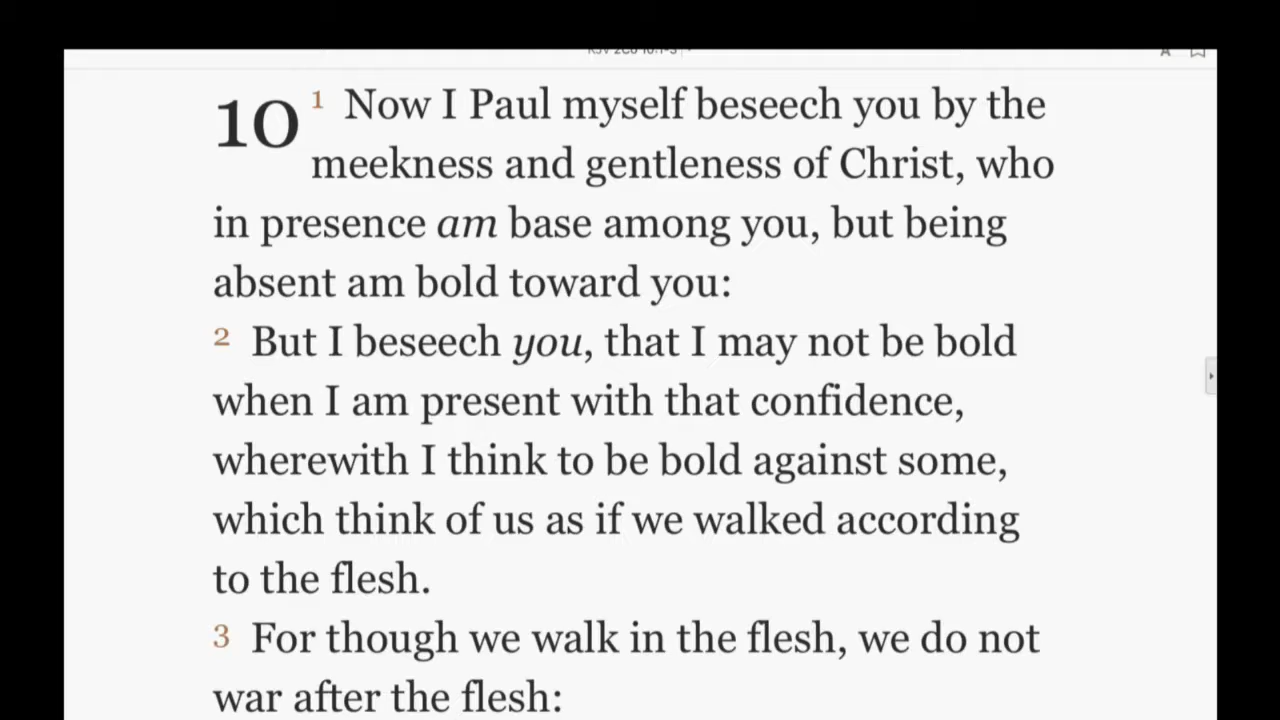 10 1 Now I Paul myself beseech you by the
meekness and gentleness of Christ, who
in presence am base among you, but being
absent am bold toward you:
2 But I beseech you, that I may not be bold
when I am present with that confidence,
wherewith I think to be bold against some,
which think of us as if we walked according
to the flesh.
3 For though we walk in the flesh, we do not
war after the flesh: